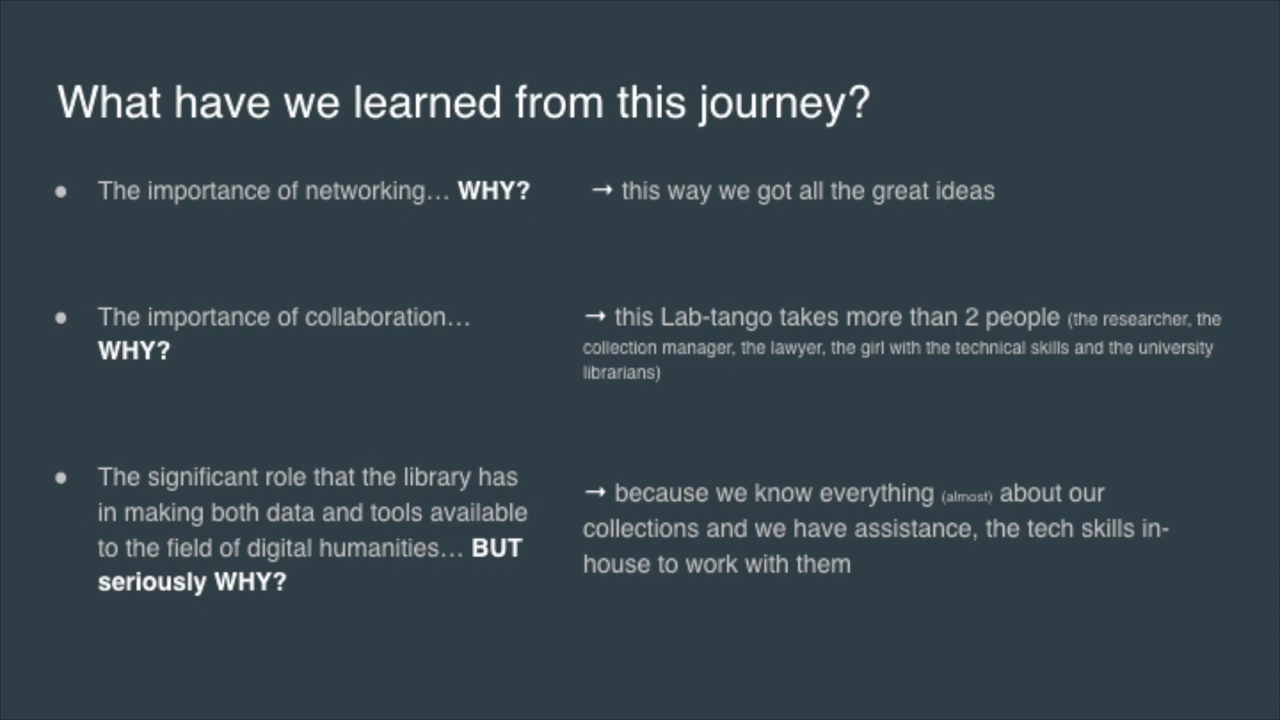 What have we learned from this journey?
● The importance of networking… WHY?
→ this way we got all the great ideas
● The importance of collaboration…
WHY?
→ this Lab-tango takes more than 2 people (the researcher, the
collection manager, the lawyer, the girl with the technical skills and the university
librarians)
● The significant role that the library has
in making both data and tools available
to the field of digital humanities… BUT
seriously WHY?
→ because we know everything (almost) about our
collections and we have assistance, the tech skills in-
house to work with them